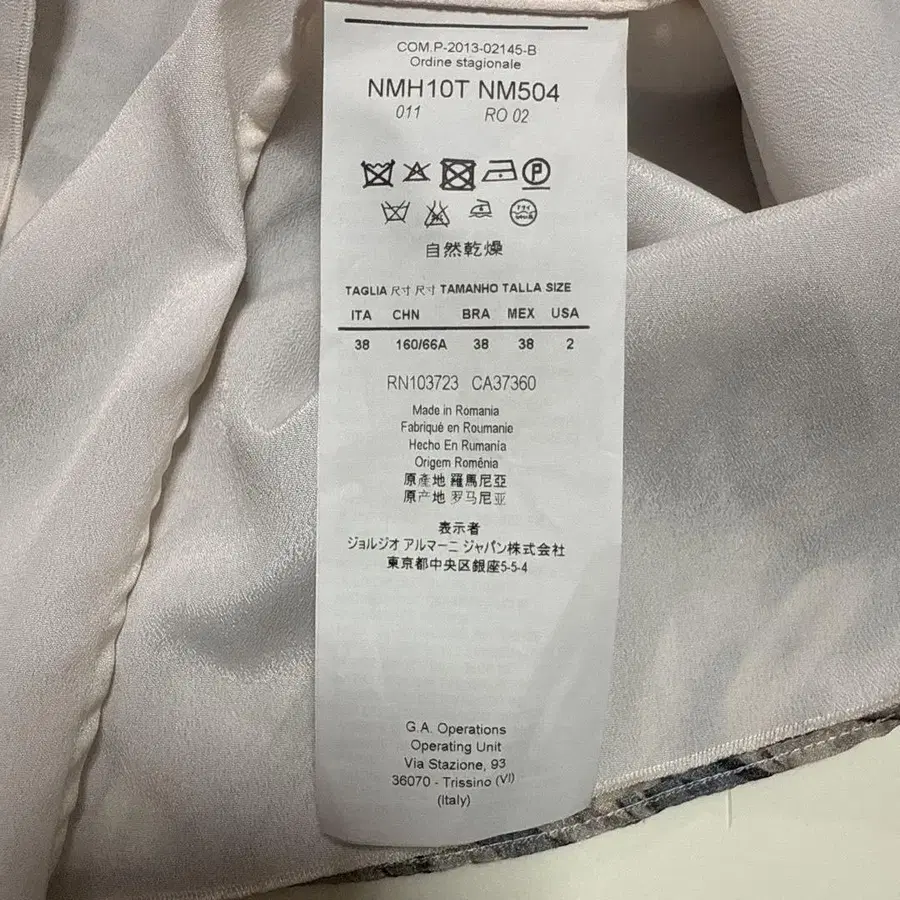 COM.P-2013-02145-B
Ordine stagionale
NMH10T NM504
011 RO 02
P
ドライ
自然乾燥
TAGLIA 尺寸 尺寸 TAMANHO TALLA SIZE
ITA CHN BRA MEX USA
38 160/66A 38 38 2
RN103723 CA37360
Made in Romania
Fabriqué en Roumanie
Hecho En Rumanía
Origem Roménia
原產地 羅馬尼亞
原产地 罗马尼亚
表示者
ジョルジオ アルマーニ ジャパン株式会社
東京都中央区銀座5-5-4
G.A. Operations
Operating Unit
Via Stazione, 93
36070 - Trissino (VI)
(Italy)